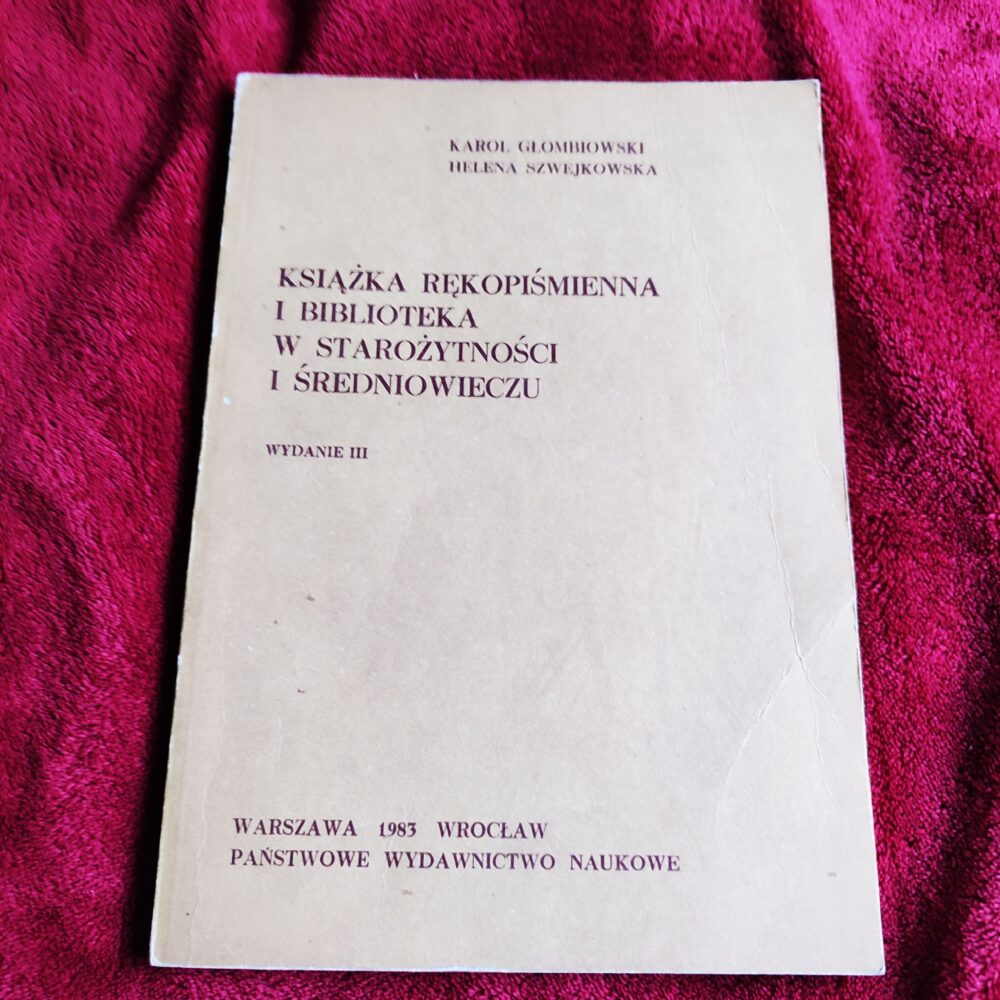 KAROL GŁOMBIOWSKI
HELENA SZWEJKOWSKA
KSIĄŻKA RĘKOPIŚMIENNA
I BIBLIOTEKA
W STAROŻYTNOŚCI
I ŚREDNIOWIECZU
WYDANIE III
WARSZAWA 1983 WROCŁAW
PAŃSTWOWE WYDAWNICTWO NAUKOWE